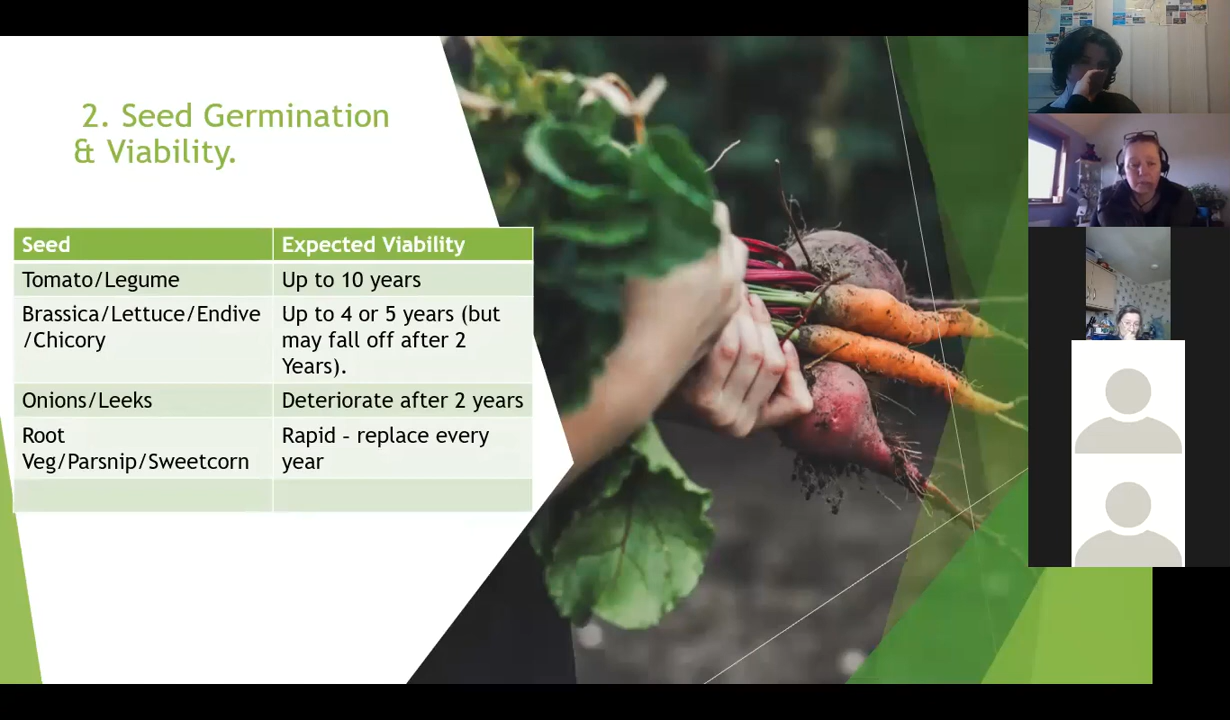 2. Seed Germination
& Viability.
Seed Expected Viability
Tomato/Legume Up to 10 years
Brassica/Lettuce/Endive
/Chicory
Up to 4 or 5 years (but
may fall off after 2
Years).
Onions/Leeks Deteriorate after 2 years
Root
Veg/Parsnip/Sweetcorn
Rapid - replace every
year